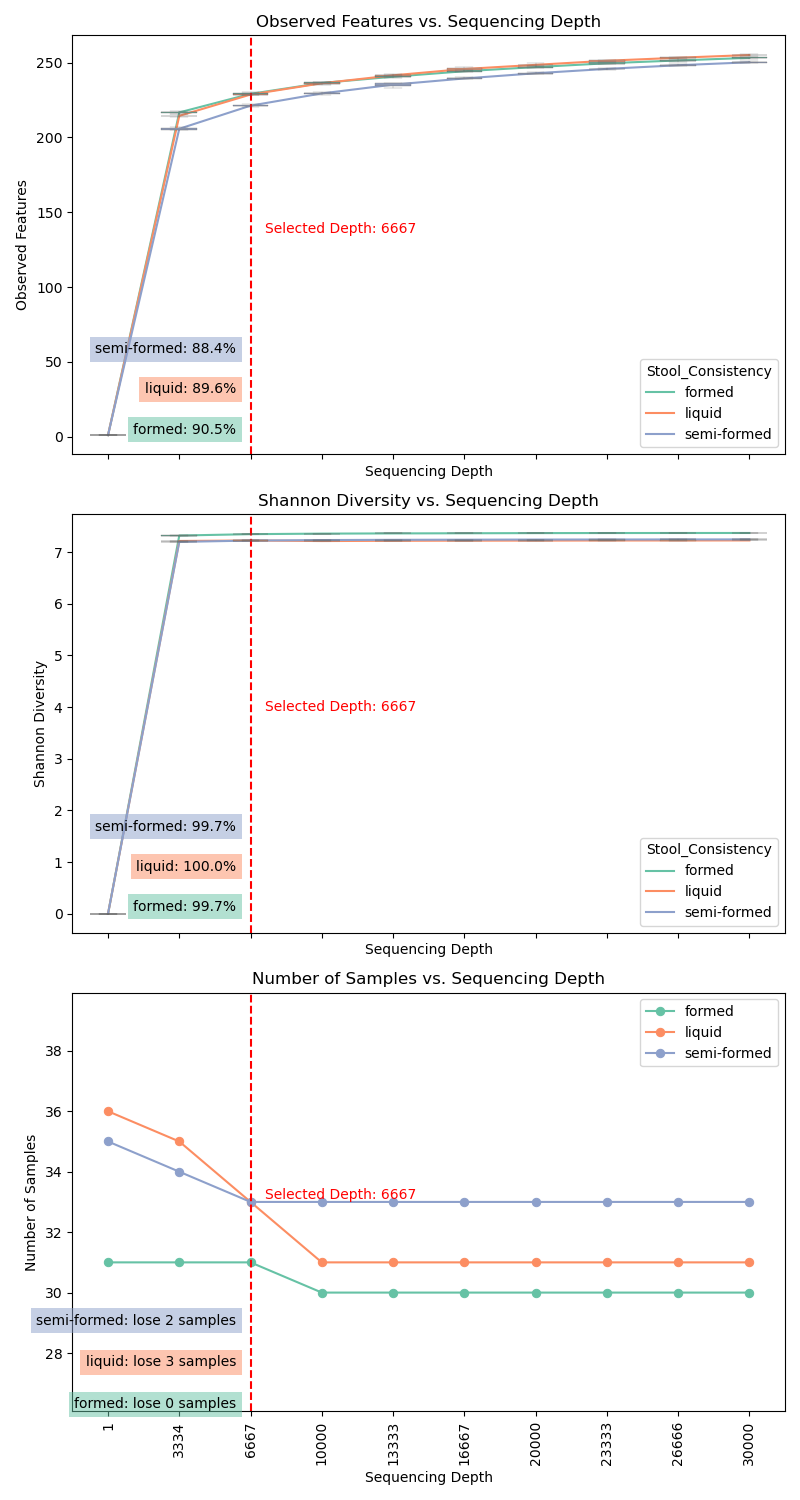 Observed Features vs. Sequencing Depth
Observed Features
250
200
150
100
50
0
Selected Depth: 6667
semi-formed: 88.4%
liquid: 89.6%
formed: 90.5%
Stool_Consistency
formed
liquid
semi-formed
Sequencing Depth
Shannon Diversity vs. Sequencing Depth
Shannon Diversity
7
6
5
4
3
2
1
0
Selected Depth: 6667
semi-formed: 99.7%
liquid: 100.0%
formed: 99.7%
Stool_Consistency
formed
liquid
semi-formed
Sequencing Depth
Number of Samples vs. Sequencing Depth
Number of Samples
38
36
34
32
30
28
formed
liquid
semi-formed
Selected Depth: 6667
semi-formed: lose 2 samples
liquid: lose 3 samples
formed: lose 0 samples
1
3334
6667
10000
13333
16667
20000
23333
26666
30000
Sequencing Depth